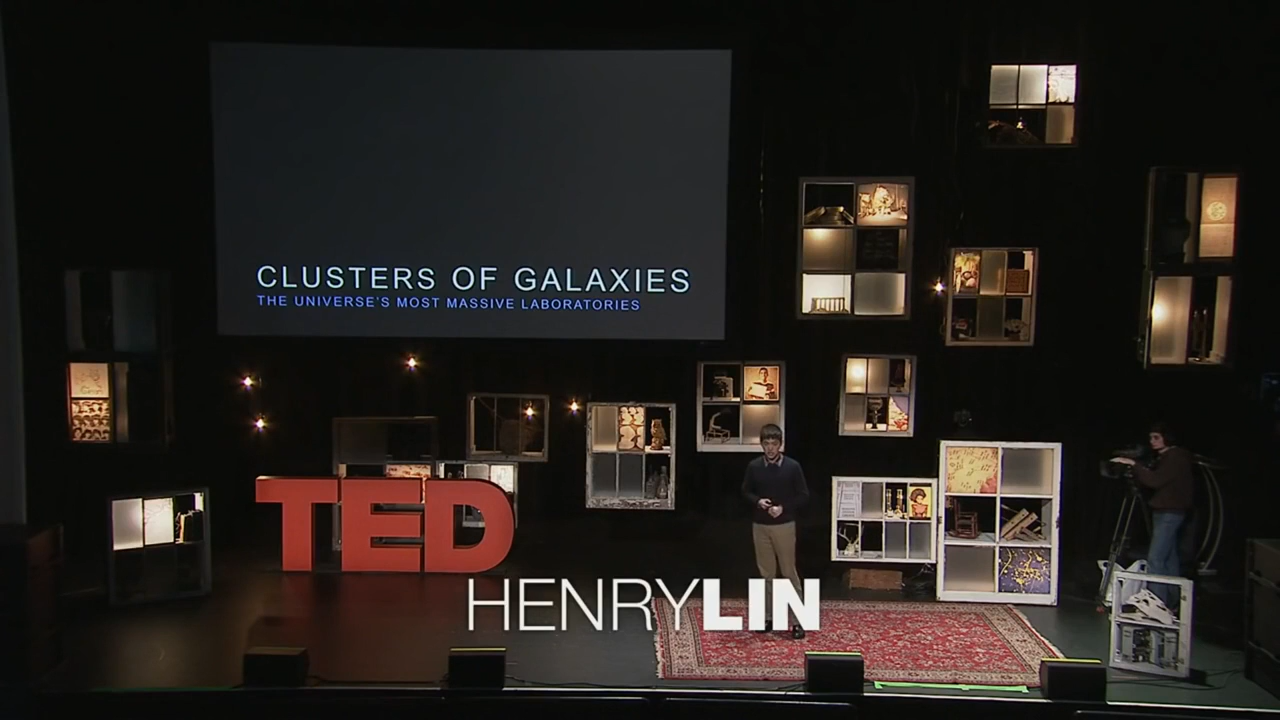 CLUSTERS OF GALAXIES
THE UNIVERSE'S MOST MASSIVE LABORATORIES
TED
HENRYLIN